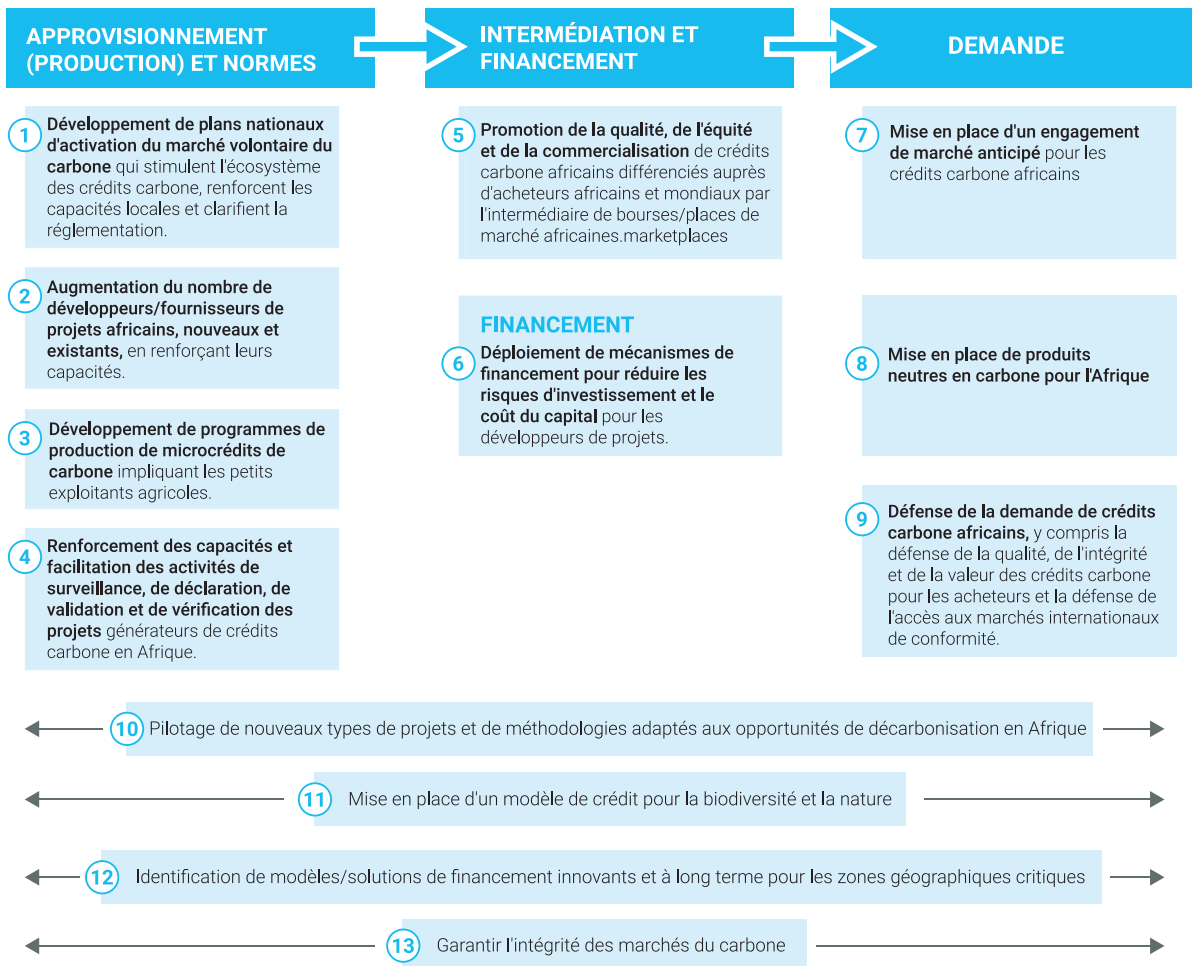 APPROVISIONNEMENT
(PRODUCTION) ET NORMES
INTERMÉDIATION ET
FINANCEMENT
DEMANDE
1
Développement de plans nationaux
d'activation du marché volontaire du
carbone qui stimulent l'écosystème
des crédits carbone, renforcent les
capacités locales et clarifient la
réglementation.
2
Augmentation du nombre de
développeurs/fournisseurs de
projets africains, nouveaux et
existants, en renforçant leurs
capacités.
3
Développement de programmes de
production de microcrédits de
carbone impliquant les petits
exploitants agricoles.
4
Renforcement des capacités et
facilitation des activités de
surveillance, de déclaration, de
validation et de vérification des
projets générateurs de crédits
carbone en Afrique.
5
Promotion de la qualité, de l'équité
et de la commercialisation de crédits
carbone africains différenciés auprès
d'acheteurs africains et mondiaux par
l'intermédiaire de bourses/places de
marché africaines.marketplaces
FINANCEMENT
6
Déploiement de mécanismes de
financement pour réduire les
risques d'investissement et le
coût du capital pour les
développeurs de projets.
7
Mise en place d'un engagement
de marché anticipé pour les
crédits carbone africains
8
Mise en place de produits
neutres en carbone pour l'Afrique
9
Défense de la demande de crédits
carbone africains, y compris la
défense de la qualité, de l'intégrité
et de la valeur des crédits carbone
pour les acheteurs et la défense de
l'accès aux marchés internationaux
de conformité.
10 Pilotage de nouveaux types de projets et de méthodologies adaptés aux opportunités de décarbonisation en Afrique
11 Mise en place d'un modèle de crédit pour la biodiversité et la nature
12 Identification de modèles/solutions de financement innovants et à long terme pour les zones géographiques critiques
13 Garantir l'intégrité des marchés du carbone